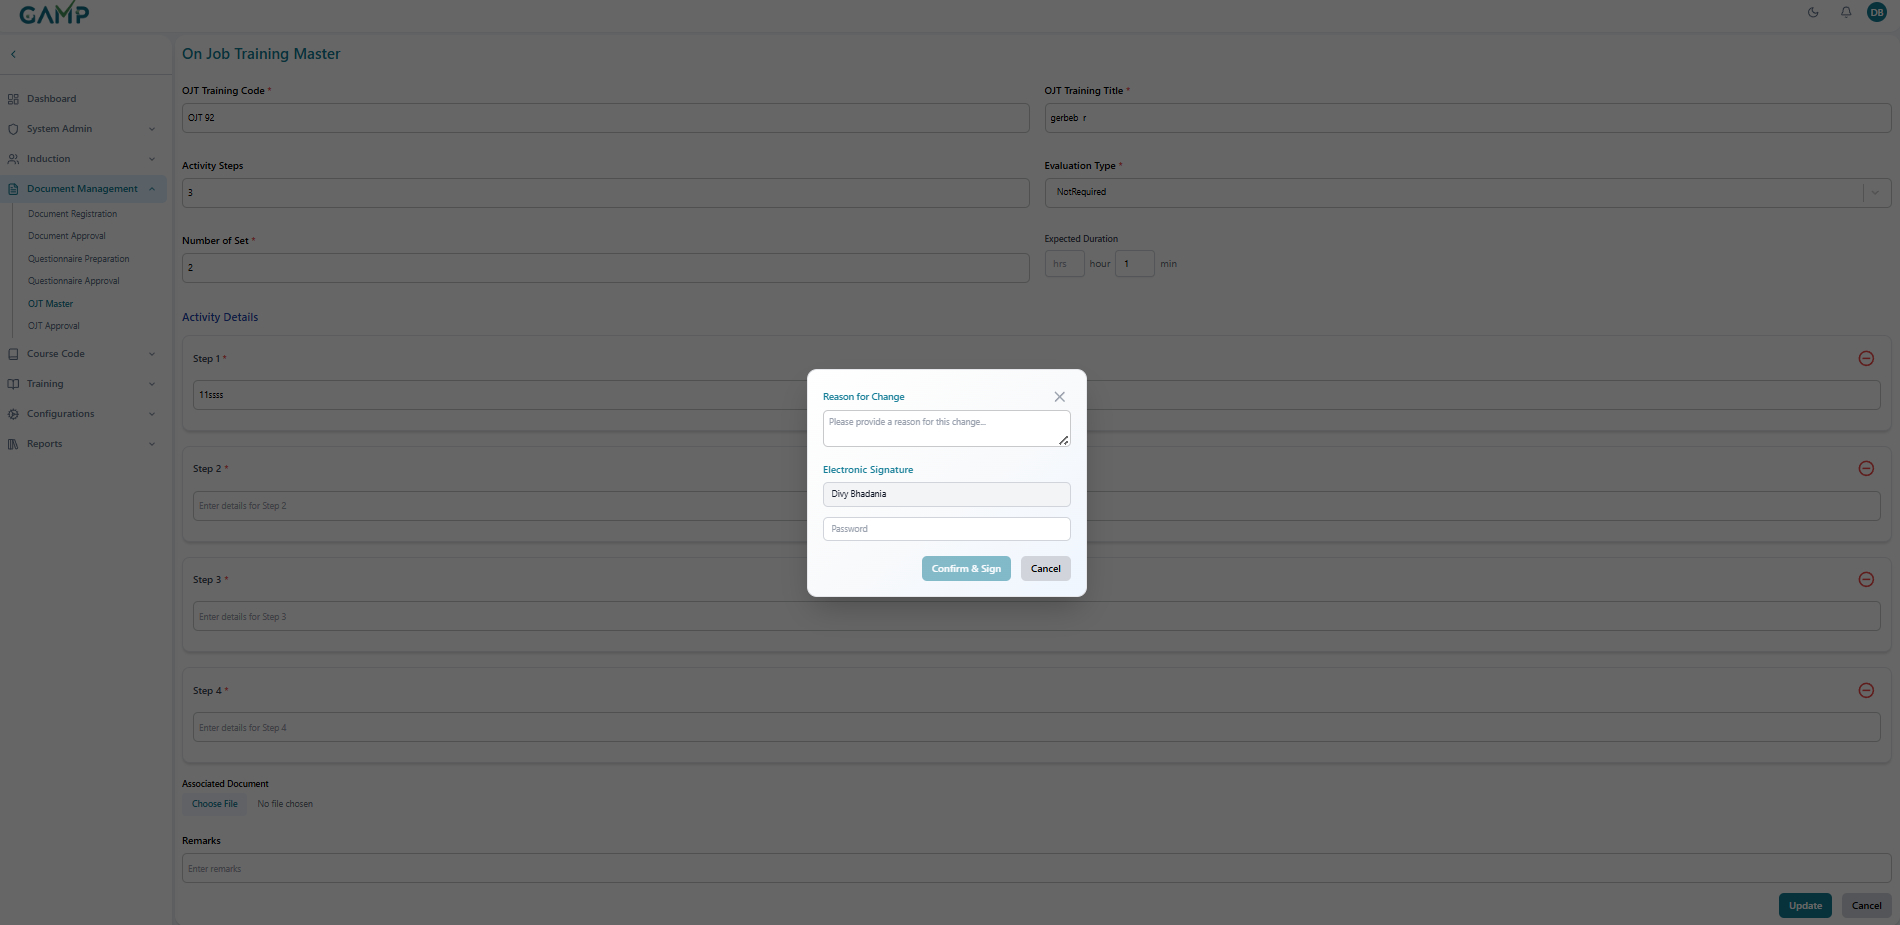 GAMP
DB
On Job Training Master
Dashboard
System Admin
Induction
Document Management
Document Registration
Document Approval
Questionnaire Preparation
Questionnaire Approval
OJT Master
OJT Approval
Course Code
Training
Configurations
Reports
OJT Training Code *
OJT 92
OJT Training Title *
gerbeb r
Activity Steps
3
Evaluation Type *
NotRequired
Number of Set *
2
Expected Duration
hrs hour 1 min
Activity Details
Step 1 *
11ssss
Step 2 *
Enter details for Step 2
Step 3 *
Enter details for Step 3
Step 4 *
Enter details for Step 4
Associated Document
Choose File No file chosen
Remarks
Enter remarks
Update Cancel
Reason for Change
Please provide a reason for this change...
Electronic Signature
Divy Bhadania
Password
Confirm & Sign Cancel